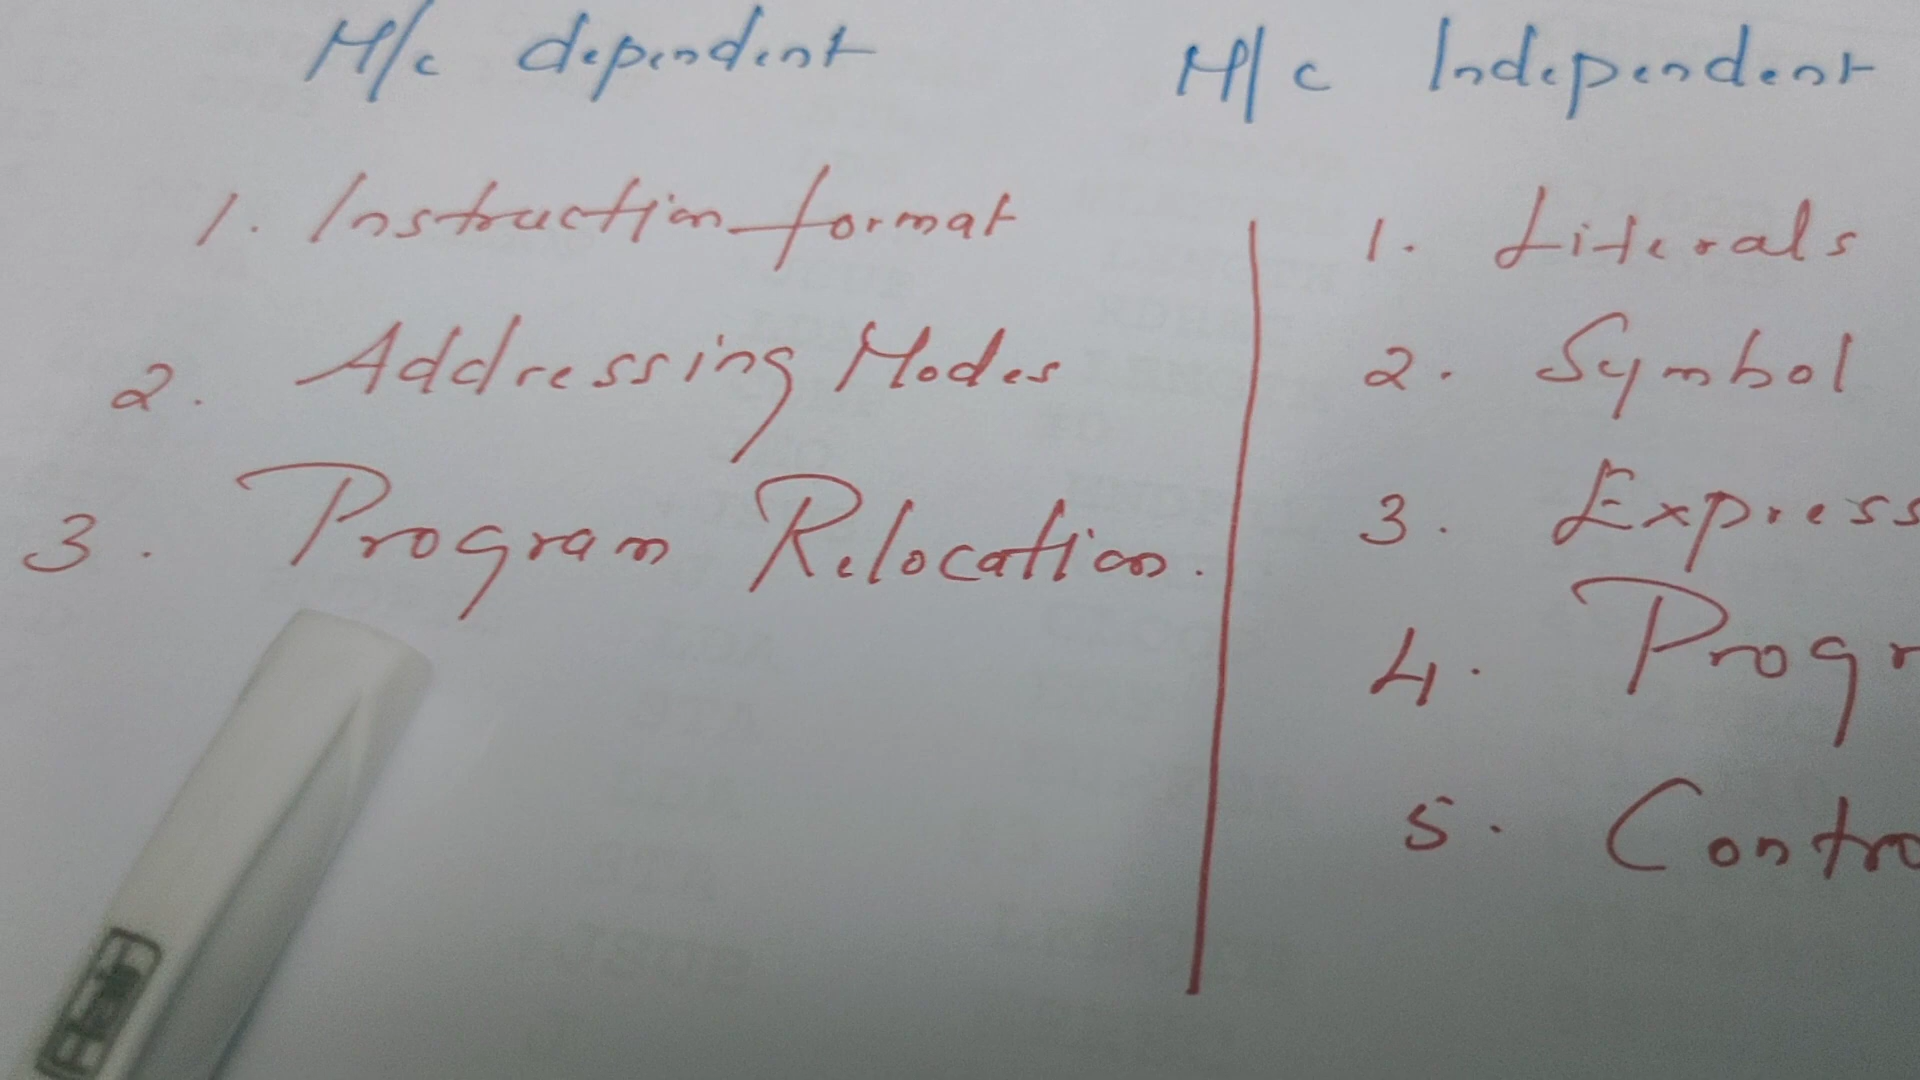 M/c dependent
M/c Independent
1. Instruction format
2. Addressing Modes
3. Program Relocation.
1. Literals
2. Symbol
3. Express
4. Progr
5. Contro